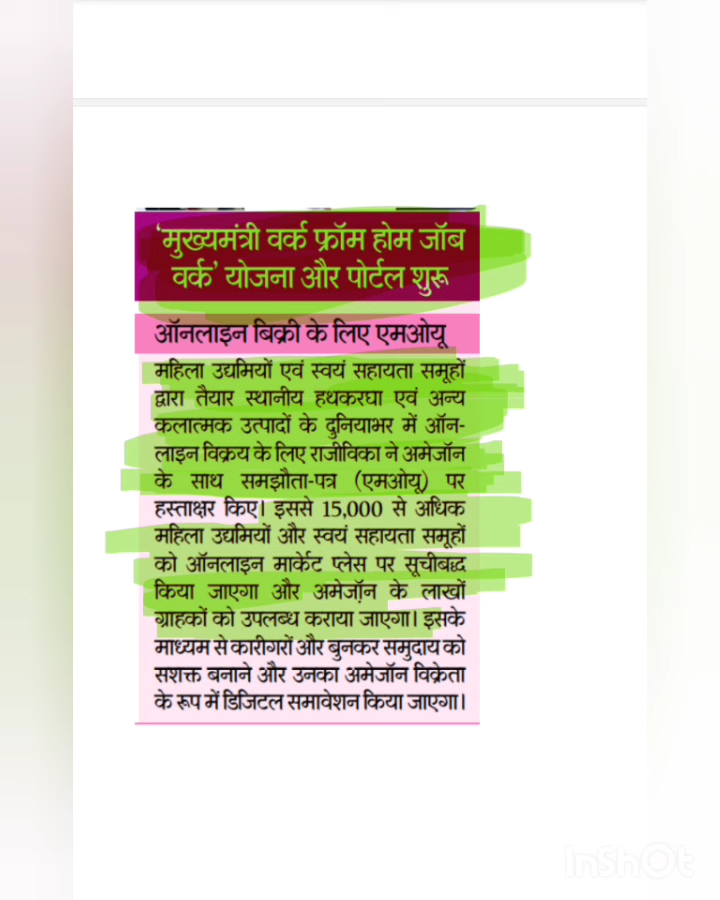 ‘मुख्यमंत्री वर्क फ्रॉम होम जॉब
वर्क’ योजना और पोर्टल शुरू
ऑनलाइन बिक्री के लिए एमओयू
महिला उद्यमियों एवं स्वयं सहायता समूहों
द्वारा तैयार स्थानीय हथकरघा एवं अन्य
कलात्मक उत्पादों के दुनियाभर में ऑन-
लाइन विक्रय के लिए राजीविका ने अमेजॉन
के साथ समझौता-पत्र (एमओयू) पर
हस्ताक्षर किए। इससे 15,000 से अधिक
महिला उद्यमियों और स्वयं सहायता समूहों
को ऑनलाइन मार्केट प्लेस पर सूचीबद्ध
किया जाएगा और अमेजॉ़न के लाखों
ग्राहकों को उपलब्ध कराया जाएगा। इसके
माध्यम से कारीगरों और बुनकर समुदाय को
सशक्त बनाने और उनका अमेजॉन विक्रेता
के रूप में डिजिटल समावेशन किया जाएगा।
InShOt